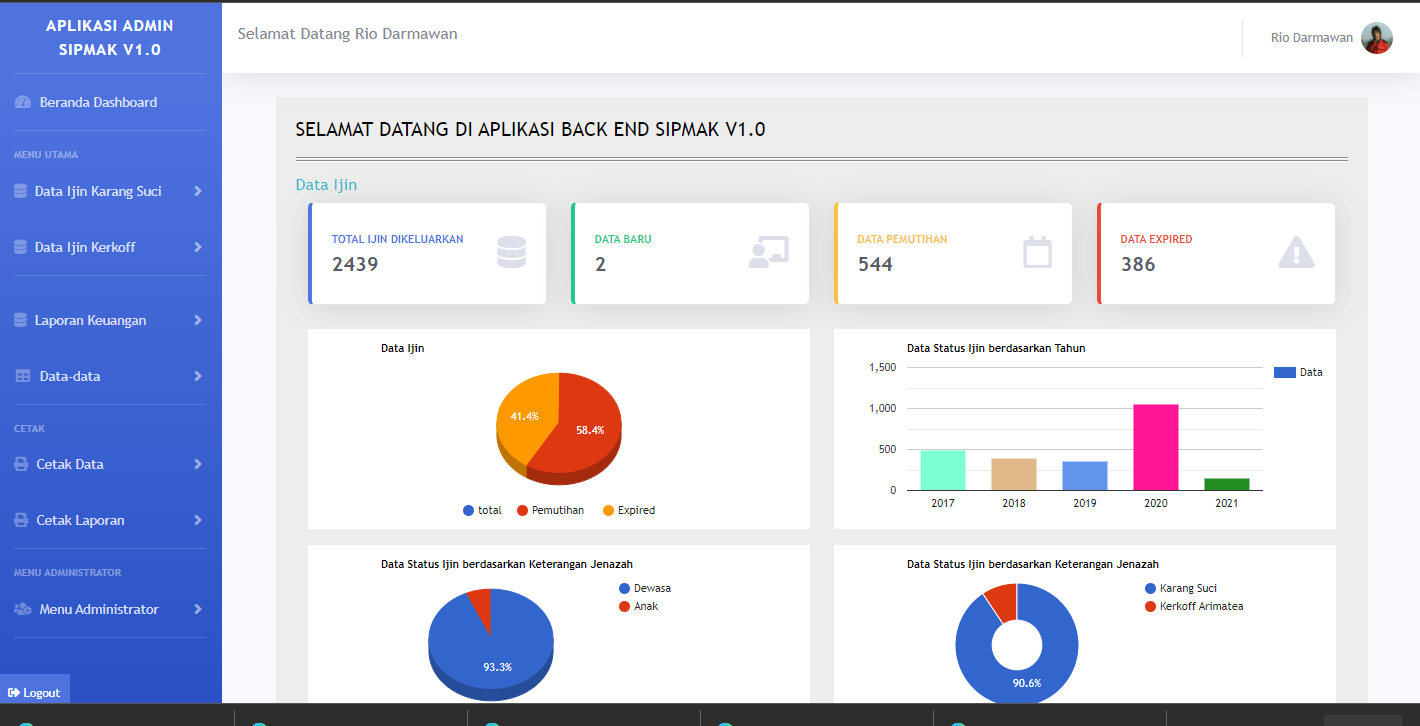 APLIKASI ADMIN
SIPMAK V1.0
Beranda Dashboard
MENU UTAMA
Data Ijin Karang Suci
Data Ijin Kerkoff
Laporan Keuangan
Data-data
CETAK
Cetak Data
Cetak Laporan
MENU ADMINISTRATOR
Menu Administrator
Logout
Selamat Datang Rio Darmawan
Rio Darmawan
SELAMAT DATANG DI APLIKASI BACK END SIPMAK V1.0
Data Ijin
TOTAL IJIN DIKELUARKAN
2439
DATA BARU
2
DATA PEMUTIHAN
544
DATA EXPIRED
386
Data Ijin
41.4%
58.4%
total Pemutihan Expired
Data Status Ijin berdasarkan Tahun
1,500
1,000
500
0
2017 2018 2019 2020 2021
Data
Data Status Ijin berdasarkan Keterangan Jenazah
Dewasa
Anak
93.3%
Data Status Ijin berdasarkan Keterangan Jenazah
Karang Suci
Kerkoff Arimatea
90.6%